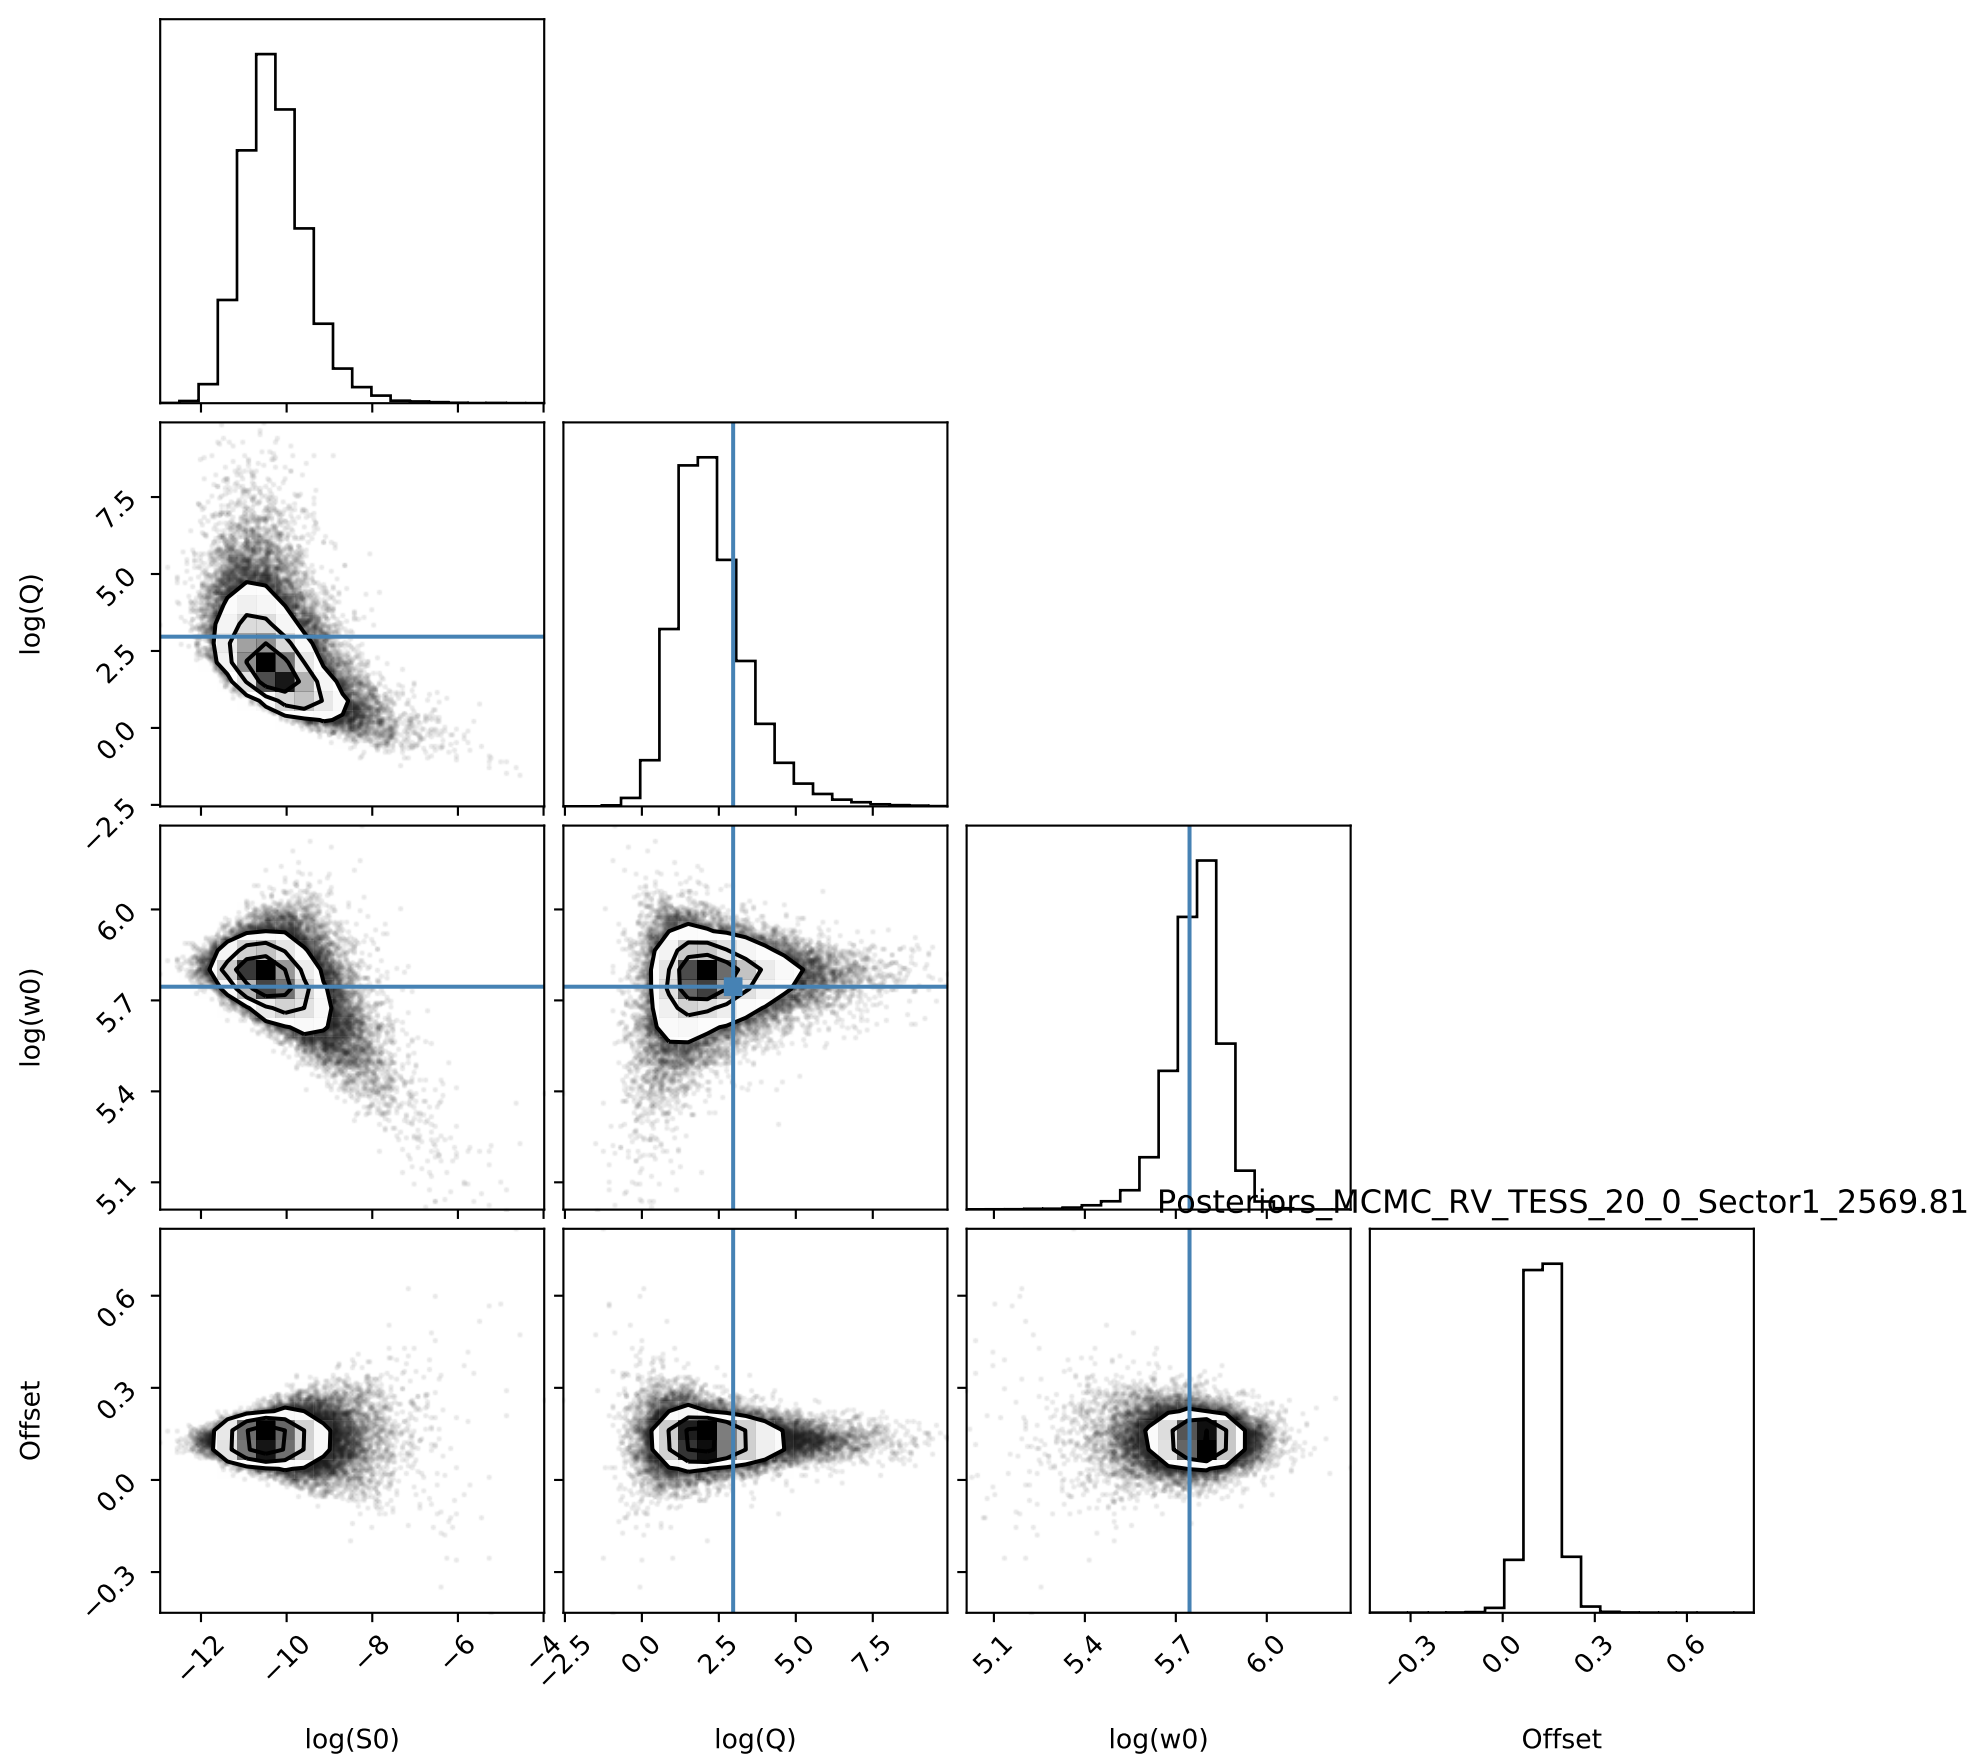 log(Q)
7.5
5.0
2.5
0.0
−2.5
log(w0)
6.0
5.7
5.4
5.1
Posteriors_MCMC_RV_TESS_20_0_Sector1_2569.81
Offset
0.6
0.3
0.0
−0.3
−12 −10 −8 −6 −4 −2.5 0.0 2.5 5.0 7.5 5.1 5.4 5.7 6.0 −0.3 0.0 0.3 0.6
log(S0) log(Q) log(w0) Offset